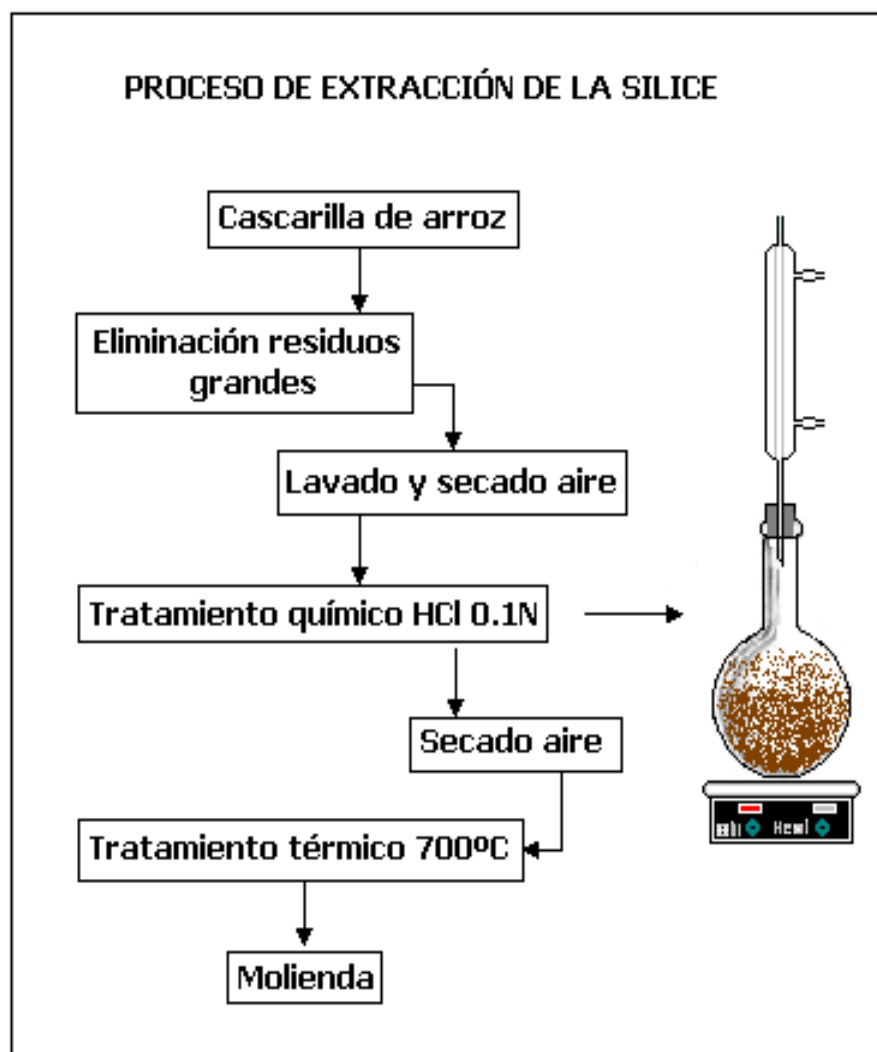 PROCESO DE EXTRACCIÓN DE LA SILICE
Cascarilla de arroz
Eliminación residuos
grandes
Lavado y secado aire
Tratamiento químico HCl 0.1N
Secado aire
Tratamiento térmico 700ºC
Molienda